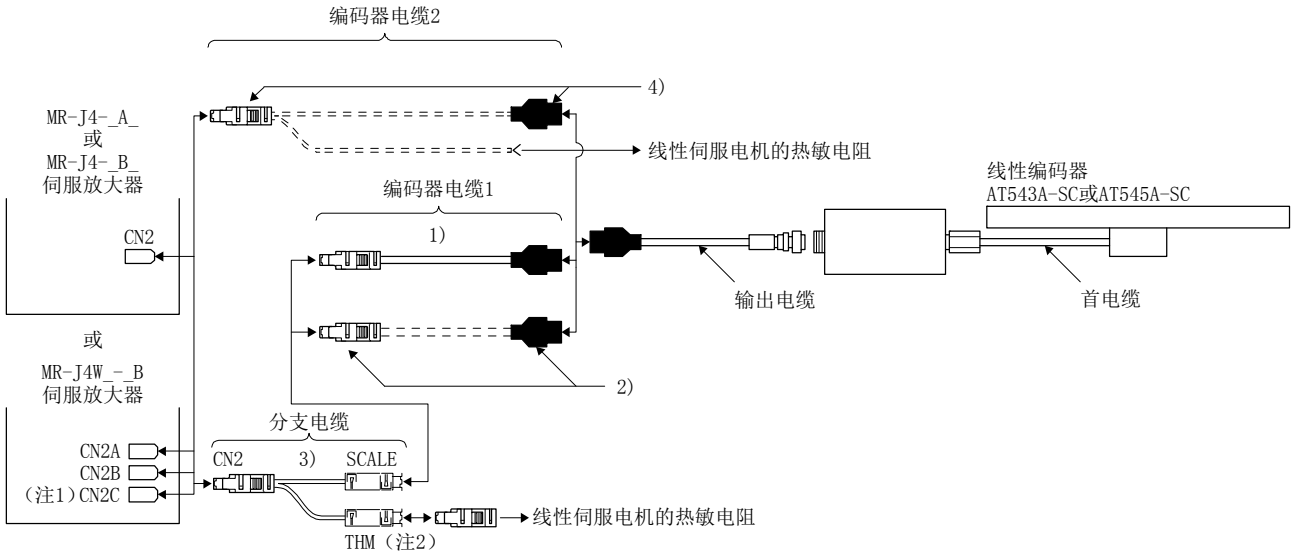 编码器电缆2
4)
MR-J4-_A_
或
MR-J4-_B_
伺服放大器
线性伺服电机的热敏电阻
线性编码器
AT543A-SC或AT545A-SC
编码器电缆1
1)
CN2
输出电缆
首电缆
或
MR-J4W_-_B
伺服放大器
2)
分支电缆
CN2A
CN2
3)
SCALE
CN2B
（注1）CN2C
线性伺服电机的热敏电阻
THM（注2）